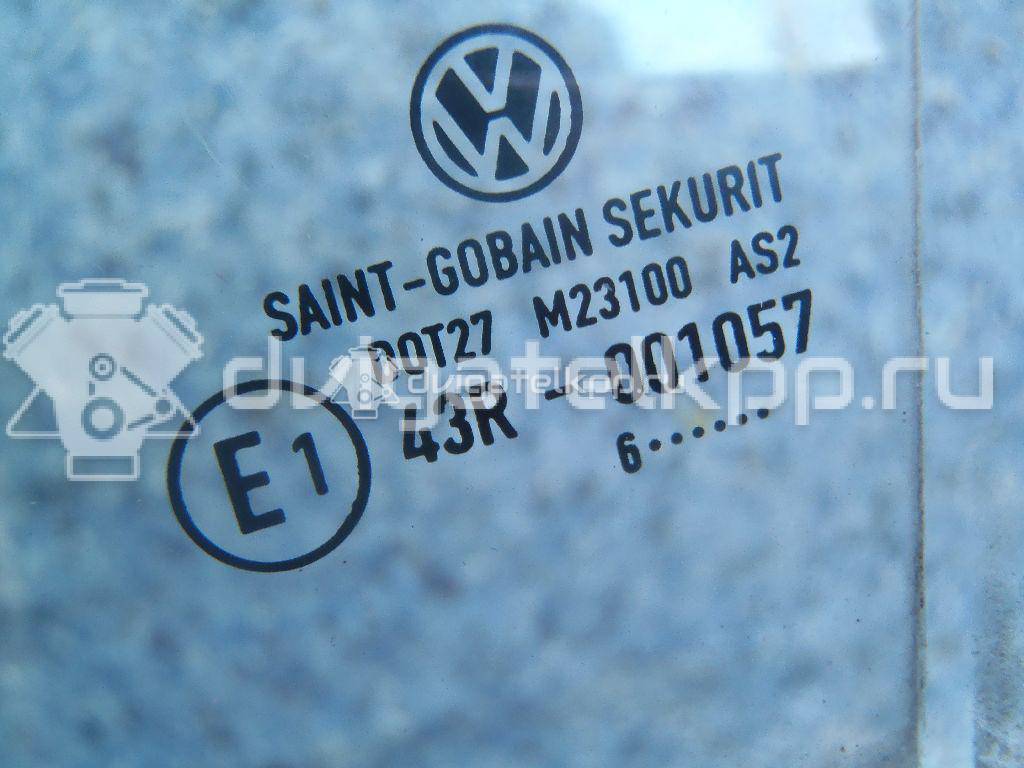 SAINT-GOBAIN SEKURIT
DOT27 M23100 AS2
43R - 001057
E1
6......
dvigatelkpp.ru